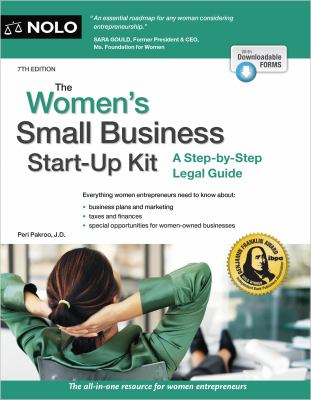 NOLO
"An essential roadmap for any woman considering
entrepreneurship."
SARA GOULD, Former President & CEO,
Ms. Foundation for Women
With
Downloadable
FORMS
7TH EDITION
The
Women's
Small Business
Start-Up Kit
A Step-by-Step
Legal Guide
Everything women entrepreneurs need to know about:
• business plans and marketing
• taxes and finances
• special opportunities for women-owned businesses
Peri Pakroo, J.D.
BENJAMIN FRANKLIN AWARD
ibpa
The all-in-one resource for women entrepreneurs